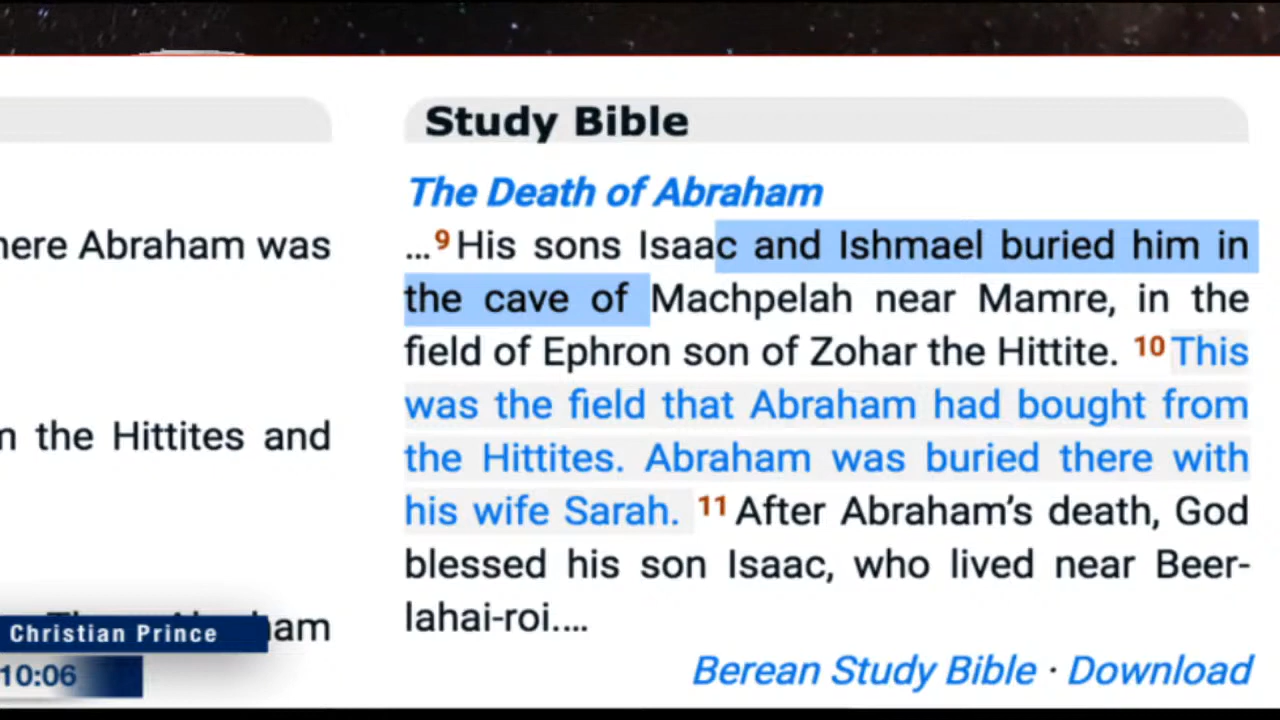 Study Bible
The Death of Abraham
here Abraham was
...9 His sons Isaac and Ishmael buried him in
the cave of Machpelah near Mamre, in the
field of Ephron son of Zohar the Hittite. 10 This
was the field that Abraham had bought from
the Hittites and
the Hittites. Abraham was buried there with
his wife Sarah. 11 After Abraham’s death, God
blessed his son Isaac, who lived near Beer-
lahai-roi....
Christian Prince
10:06
Berean Study Bible · Download